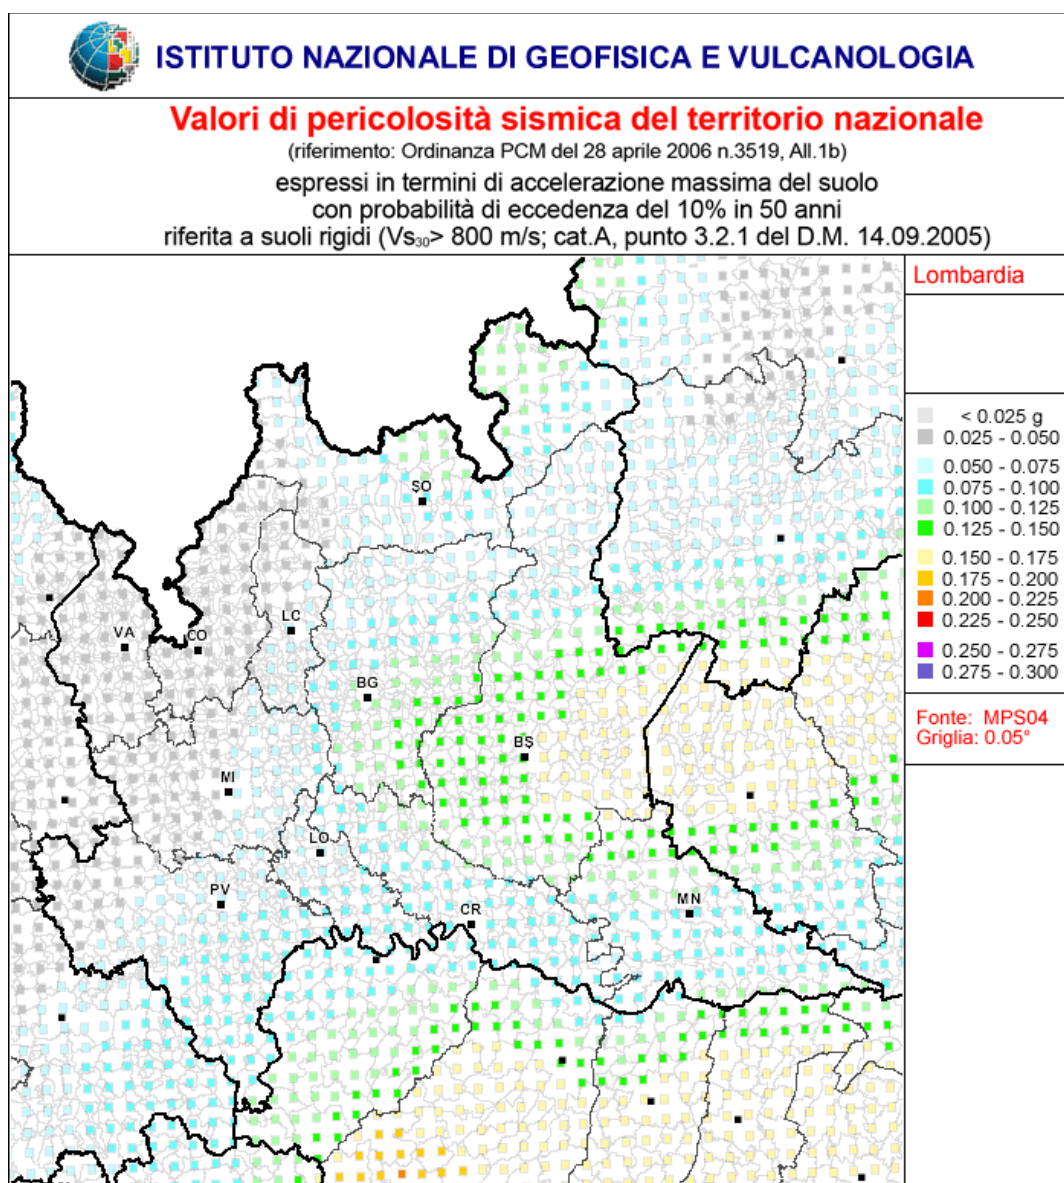 ISTITUTO NAZIONALE DI GEOFISICA E VULCANOLOGIA
Valori di pericolosità sismica del territorio nazionale
(riferimento: Ordinanza PCM del 28 aprile 2006 n.3519, All.1b)
espressi in termini di accelerazione massima del suolo
con probabilità di eccedenza del 10% in 50 anni
riferita a suoli rigidi (Vs₃₀> 800 m/s; cat.A, punto 3.2.1 del D.M. 14.09.2005)
Lombardia
< 0.025 g
0.025 - 0.050
0.050 - 0.075
0.075 - 0.100
0.100 - 0.125
0.125 - 0.150
0.150 - 0.175
0.175 - 0.200
0.200 - 0.225
0.225 - 0.250
0.250 - 0.275
0.275 - 0.300
Fonte: MPS04
Griglia: 0.05°
SO
LC
VA
CO
BG
BS
MI
LO
PV
MN
CR